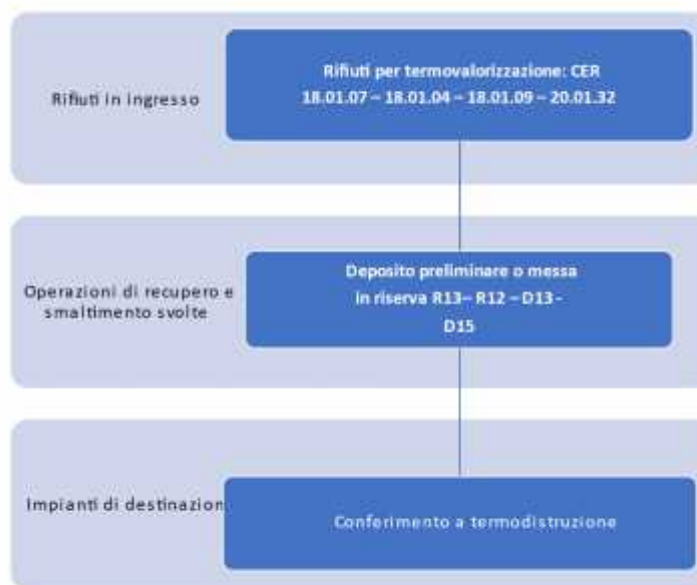 Rifiuti in ingresso
Rifiuti per termovalorizzazione: CER
18.01.07 – 18.01.04 – 18.01.09 – 20.01.32
Operazioni di recupero e
smaltimento svolte
Deposito preliminare o messa
in riserva R13– R12 – D13 -
D15
Impianti di destinazion
Conferimento a termodistruzione